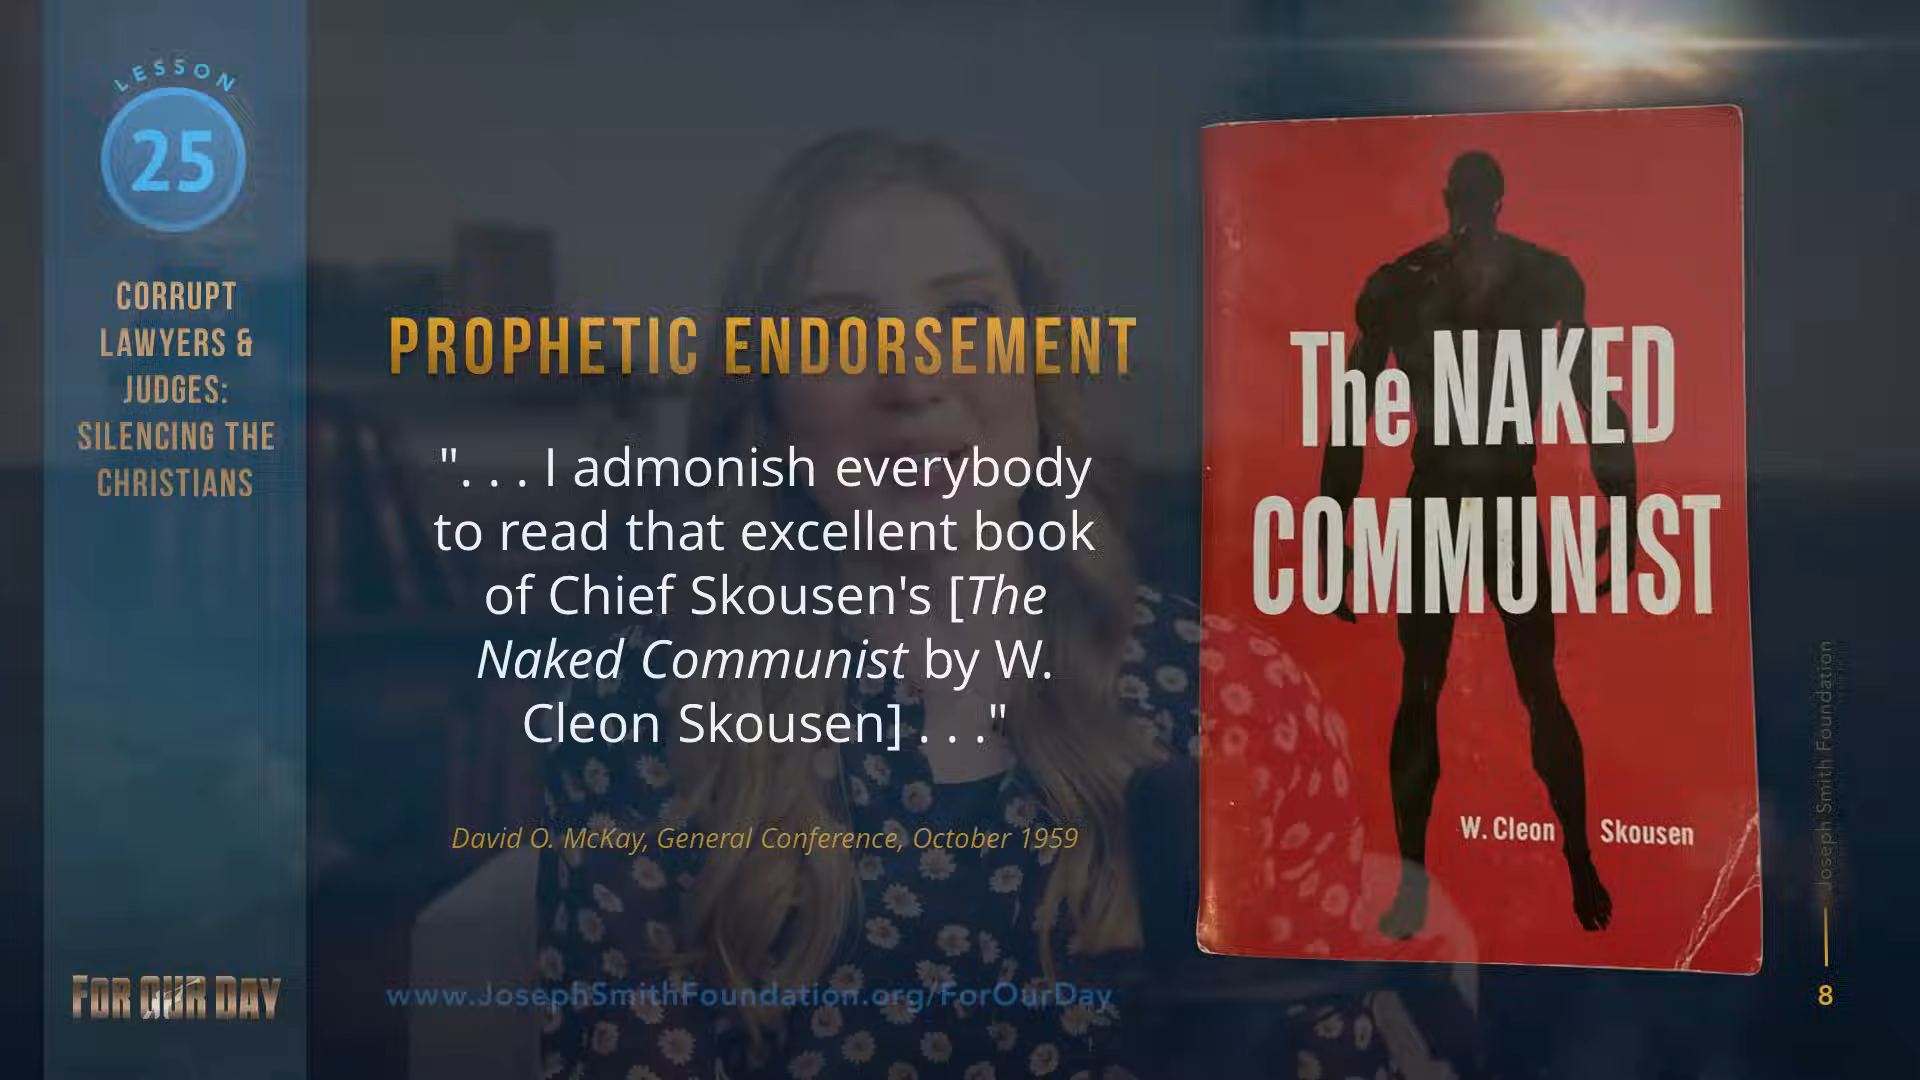 LESSON
25
CORRUPT
LAWYERS &
JUDGES:
SILENCING THE
CHRISTIANS
FOR OUR DAY
PROPHETIC ENDORSEMENT
". . . I admonish everybody
to read that excellent book
of Chief Skousen's [The
Naked Communist by W.
Cleon Skousen] . . ."
David O. McKay, General Conference, October 1959
www.JosephSmithFoundation.org/ForOurDay
The NAKED
COMMUNIST
W. Cleon Skousen
Joseph Smith Foundation
8